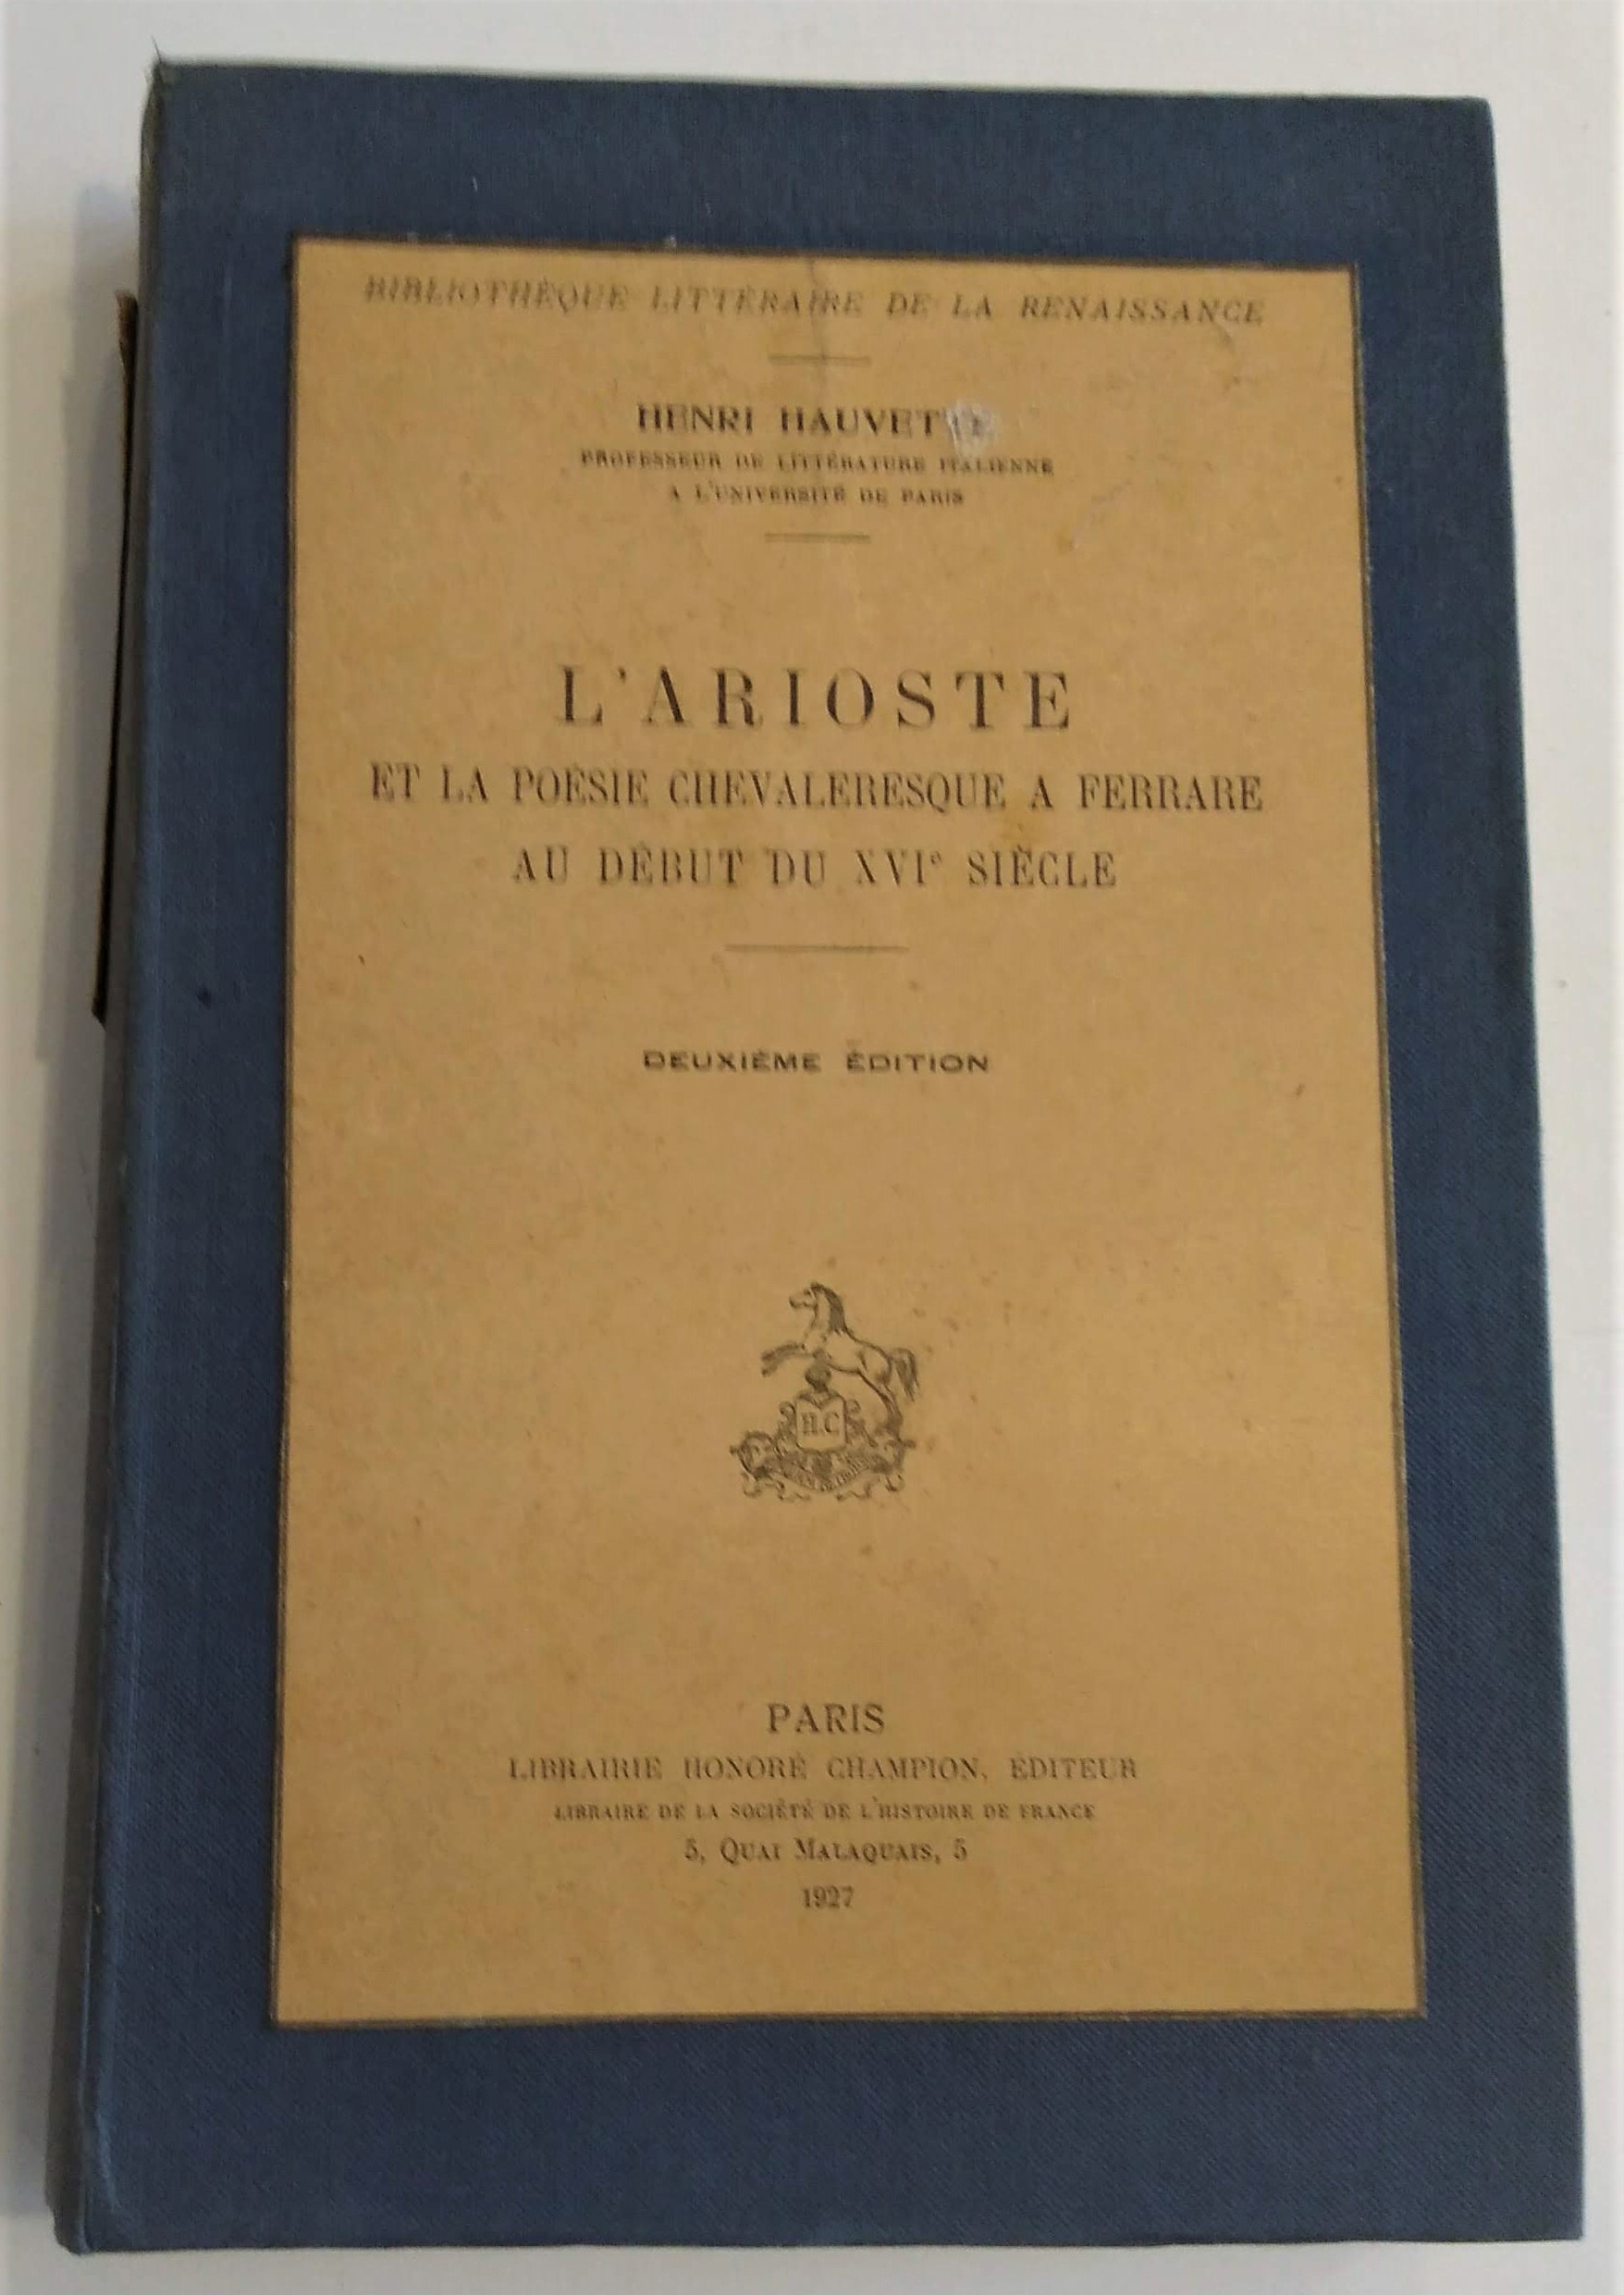 BIBLIOTHÈQUE LITTÉRAIRE DE LA RENAISSANCE
HENRI HAUVETTE
PROFESSEUR DE LITTÉRATURE ITALIENNE
A L'UNIVERSITÉ DE PARIS
L'ARIOSTE
ET LA POÉSIE CHEVALERESQUE A FERRARE
AU DÉBUT DU XVIe SIÈCLE
DEUXIÈME ÉDITION
H.C
PARIS
LIBRAIRIE HONORÉ CHAMPION, ÉDITEUR
LIBRAIRE DE LA SOCIÉTÉ DE L'HISTOIRE DE FRANCE
5, QUAI MALAQUAIS, 5
1927